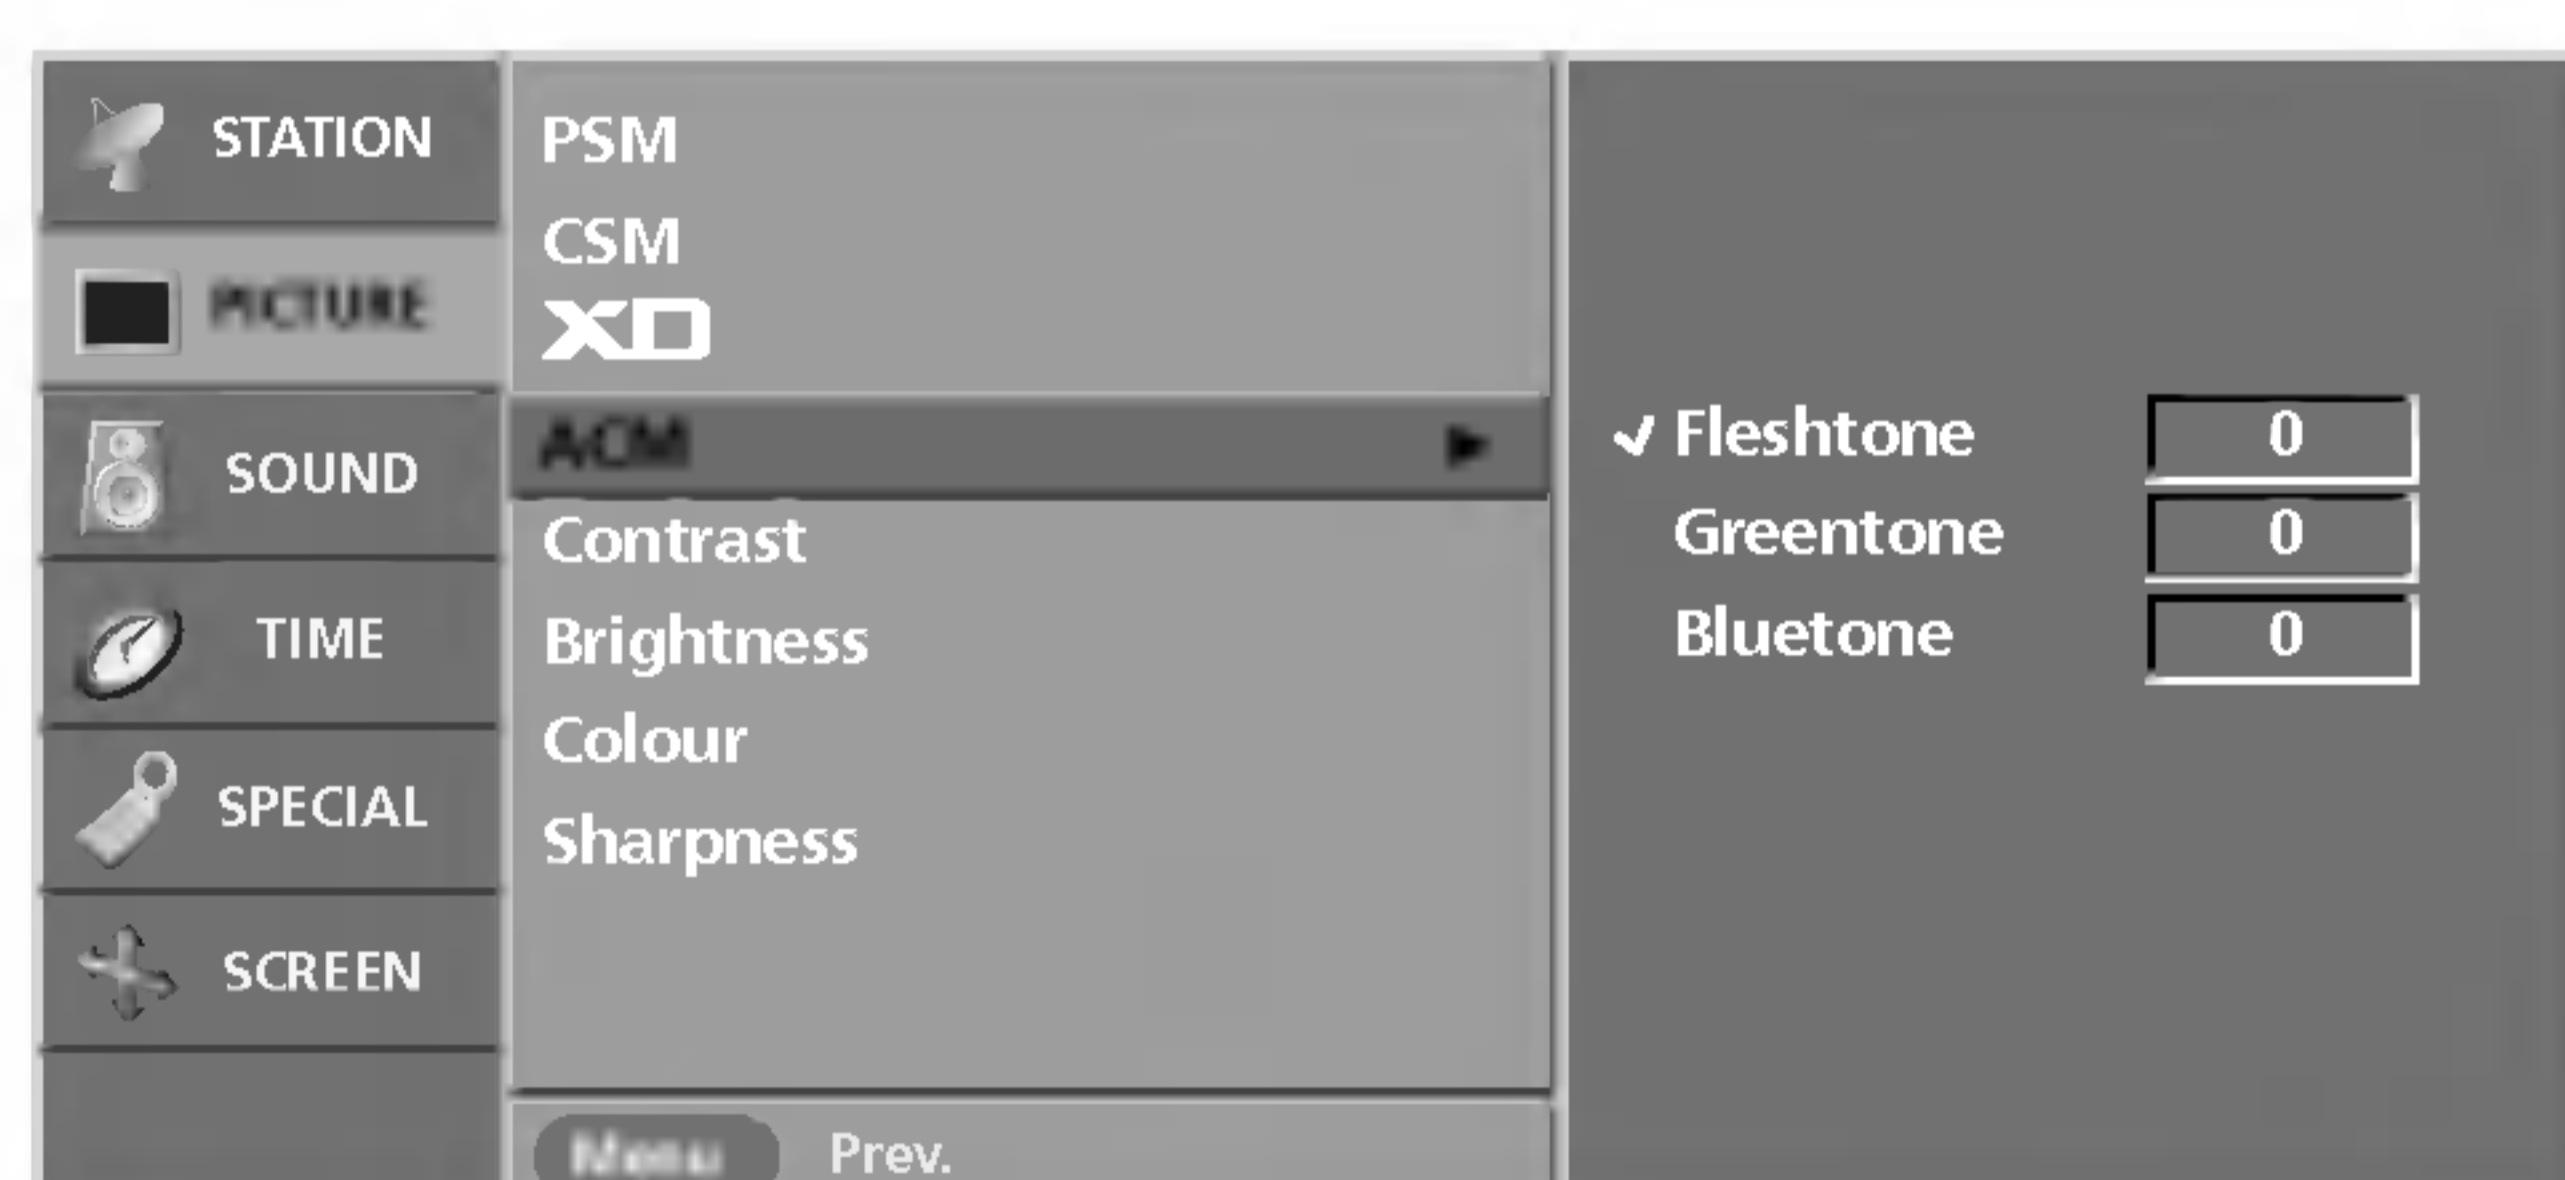 STATION
PICTURE
SOUND
TIME
SPECIAL
SCREEN
PSM
CSM
XD
ACM
Contrast
Brightness
Colour
Sharpness
Menu Prev.
Fleshtone 0
Greentone 0
Bluetone 0